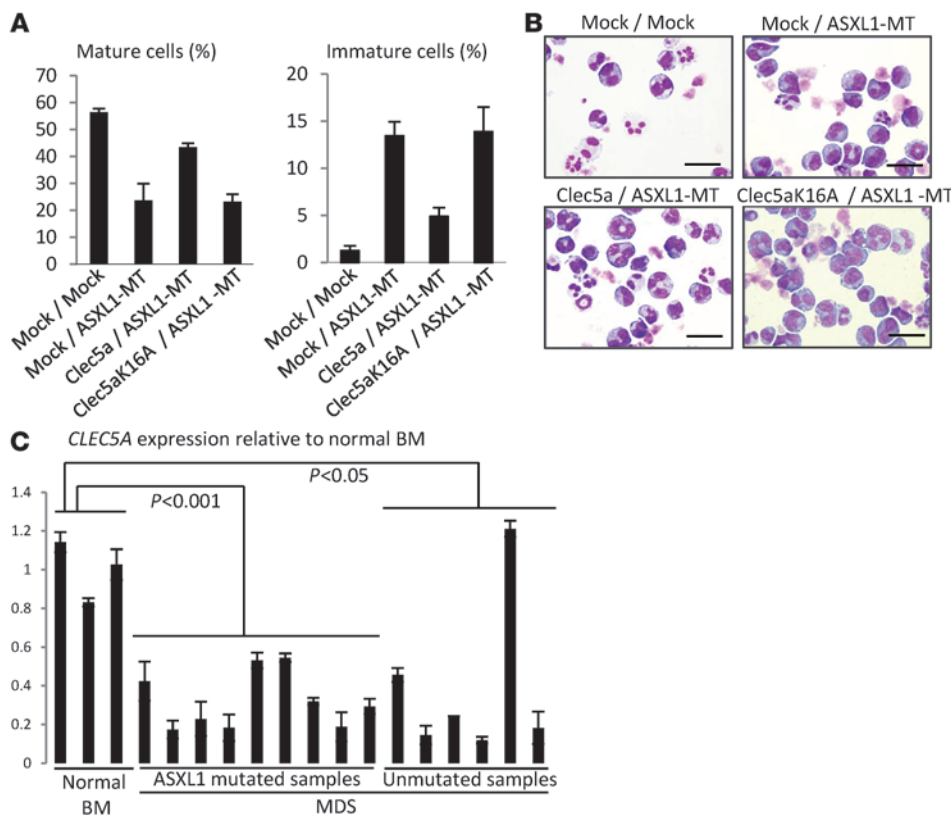 A
Mature cells (%)
70
60
50
40
30
20
10
0
Mock / Mock
Mock / ASXL1-MT
Clec5a / ASXL1-MT
Clec5aK16A / ASXL1 -MT
Immature cells (%)
20
15
10
5
0
Mock / Mock
Mock / ASXL1-MT
Clec5a / ASXL1-MT
Clec5aK16A / ASXL1 -MT
B
Mock / Mock
Mock / ASXL1-MT
Clec5a / ASXL1-MT
Clec5aK16A / ASXL1 -MT
C
CLEC5A expression relative to normal BM
P<0.05
P<0.001
1.4
1.2
1
0.8
0.6
0.4
0.2
0
Normal
BM
ASXL1 mutated samples
Unmutated samples
MDS